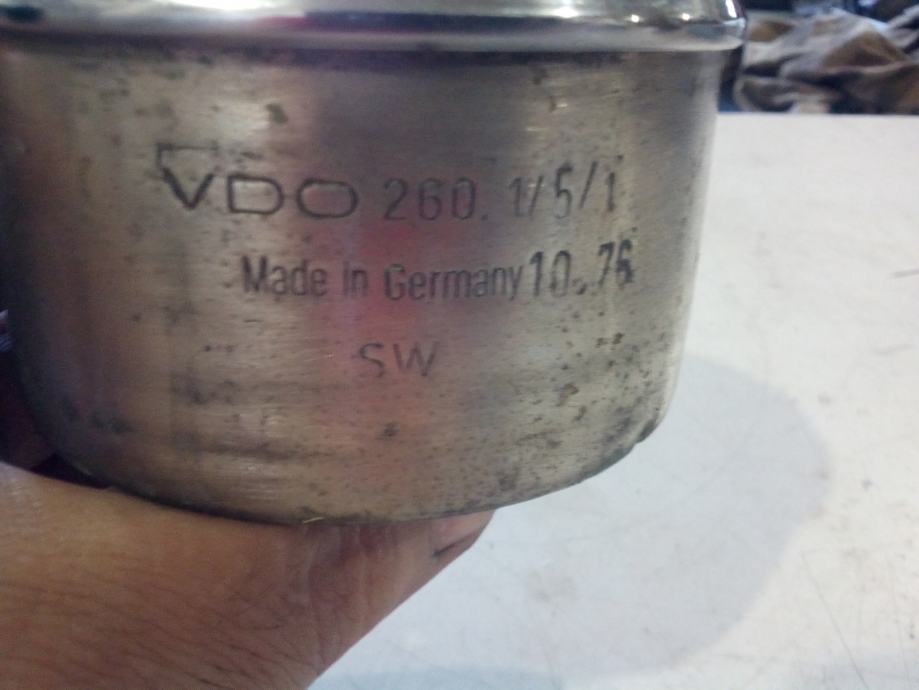 VDO 260. 1/5/1
Made in Germany 10.76
SW